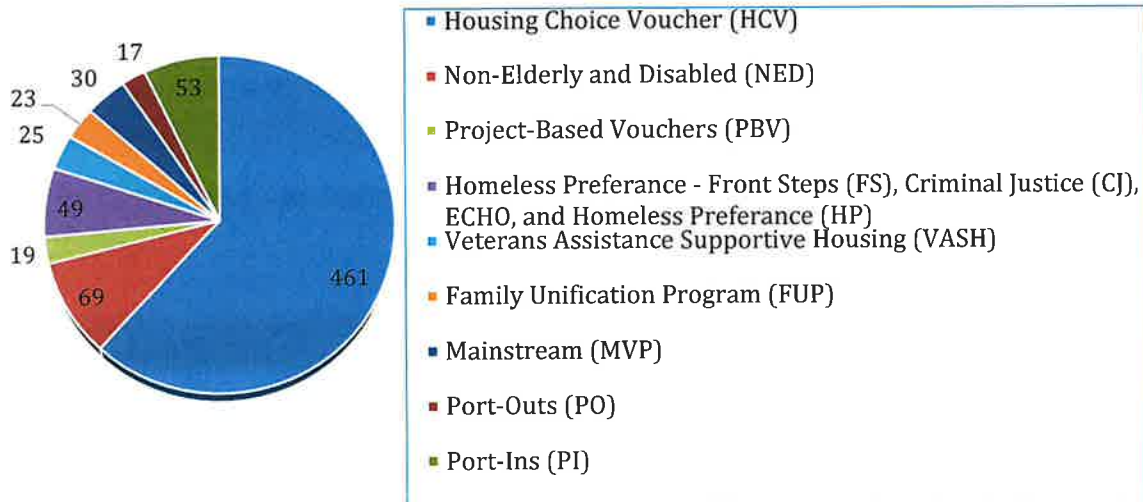 17
30
53
23
25
49
19
69
461
Housing Choice Voucher (HCV)
Non-Elderly and Disabled (NED)
Project-Based Vouchers (PBV)
Homeless Preferance - Front Steps (FS), Criminal Justice (CJ),
ECHO, and Homeless Preferance (HP)
Veterans Assistance Supportive Housing (VASH)
Family Unification Program (FUP)
Mainstream (MVP)
Port-Outs (PO)
Port-Ins (PI)